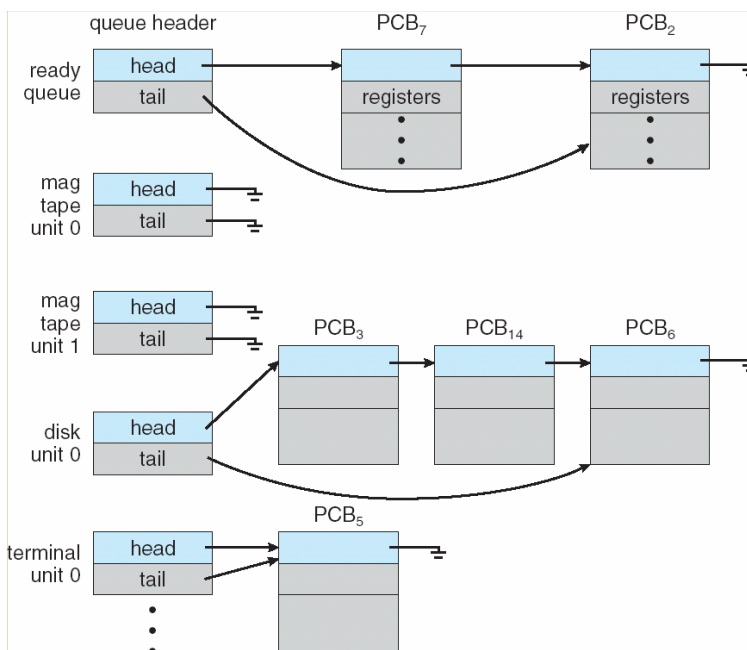 queue header
PCB₇
PCB₂
ready
queue
head
tail
registers
registers
mag
tape
unit 0
head
tail
mag
tape
unit 1
head
tail
PCB₃
PCB₁₄
PCB₆
disk
unit 0
head
tail
PCB₅
terminal
unit 0
head
tail